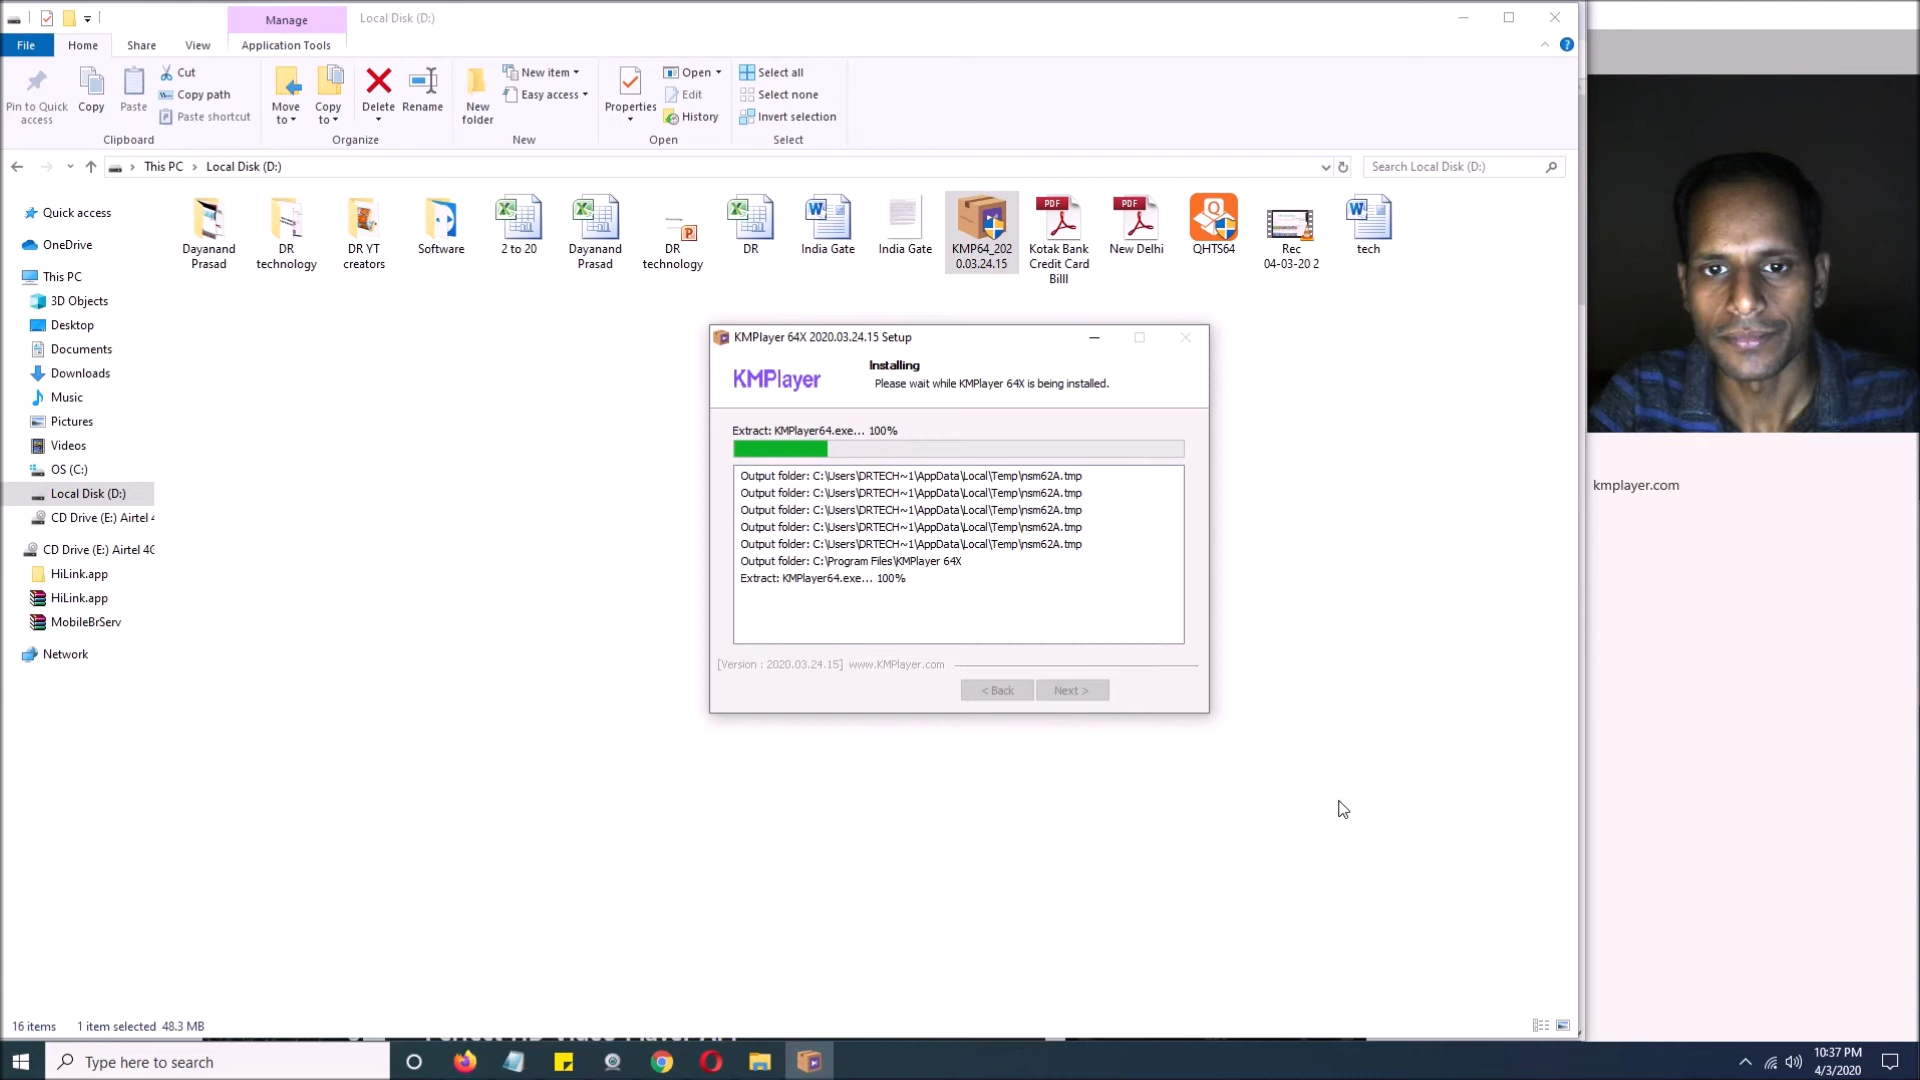 Manage
Local Disk (D:)
File
Home
Share
View
Application Tools
Pin to Quick access
Copy
Paste
Cut
Copy path
Paste shortcut
Clipboard
Move to
Copy to
Delete
Rename
Organize
New folder
New item
Easy access
New
Properties
Open
Edit
History
Open
Select all
Select none
Invert selection
Select
This PC
Local Disk (D:)
Search Local Disk (D:)
Quick access
OneDrive
This PC
3D Objects
Desktop
Documents
Downloads
Music
Pictures
Videos
OS (C:)
Local Disk (D:)
CD Drive (E:) Airtel 4
CD Drive (E:) Airtel 4G
HiLink.app
HiLink.app
MobileBrServ
Network
Dayanand Prasad
DR technology
DR YT creators
Software
2 to 20
Dayanand Prasad
DR technology
DR
India Gate
India Gate
KMP64_2020.03.24.15
Kotak Bank Credit Card Billl
New Delhi
QHTS64
Rec 04-03-20 2
tech
KMPlayer 64X 2020.03.24.15 Setup
KMPlayer
Installing
Please wait while KMPlayer 64X is being installed.
Extract: KMPlayer64.exe... 100%
Output folder: C:\Users\DRTECH~1\AppData\Local\Temp\nsm62A.tmp
Output folder: C:\Users\DRTECH~1\AppData\Local\Temp\nsm62A.tmp
Output folder: C:\Users\DRTECH~1\AppData\Local\Temp\nsm62A.tmp
Output folder: C:\Users\DRTECH~1\AppData\Local\Temp\nsm62A.tmp
Output folder: C:\Users\DRTECH~1\AppData\Local\Temp\nsm62A.tmp
Output folder: C:\Program Files\KMPlayer 64X
Extract: KMPlayer64.exe... 100%
[Version : 2020.03.24.15] www.KMPlayer.com
< Back
Next >
kmplayer.com
16 items
1 item selected 48.3 MB
Type here to search
10:37 PM
4/3/2020